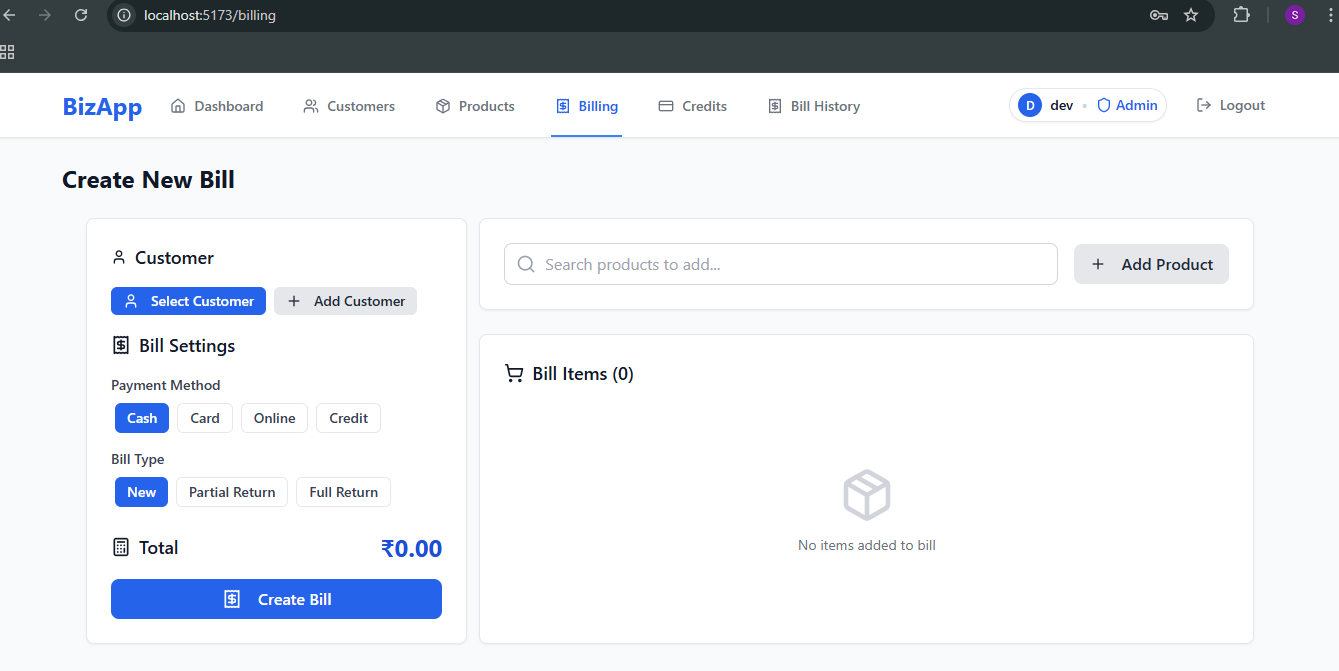 localhost:5173/billing
S
BizApp Dashboard Customers Products Billing Credits Bill History D dev • Admin Logout
Create New Bill
Customer
Select Customer + Add Customer
Bill Settings
Payment Method
Cash Card Online Credit
Bill Type
New Partial Return Full Return
Total ₹0.00
Create Bill
Search products to add... + Add Product
Bill Items (0)
No items added to bill